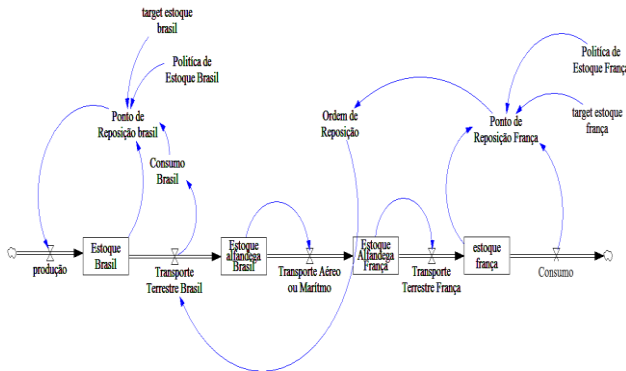 target estoque
brasil
Política de
Estoque Brasil
Ponto de
Reposição brasil
Consumo
Brasil
Ordem de
Reposição
Ponto de
Reposição França
Política de
Estoque França
target estoque
frança
produção
Estoque
Brasil
Transporte
Terrestre Brasil
Estoque
alfandega
Brasil
Transporte Aéreo
ou Marítmo
Estoque
Alfandega
França
Transporte
Terrestre França
estoque
frança
Consumo